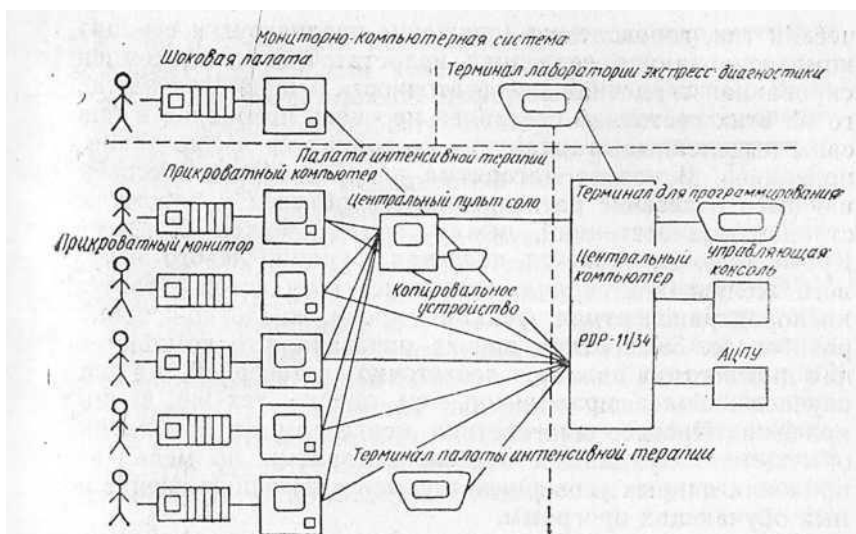 Мониторно-компьютерная система
Шоковая палата
Терминал лаборатории экспресс-диагностики
Палата интенсивной терапии
Прикроватный компьютер
Центральный пульт соло
Терминал для программирования
Прикроватный монитор
управляющая
консоль
Центральный
компьютер
Копировальное
устройство
PDP-11/34
АЦПУ
Терминал палаты интенсивной терапии